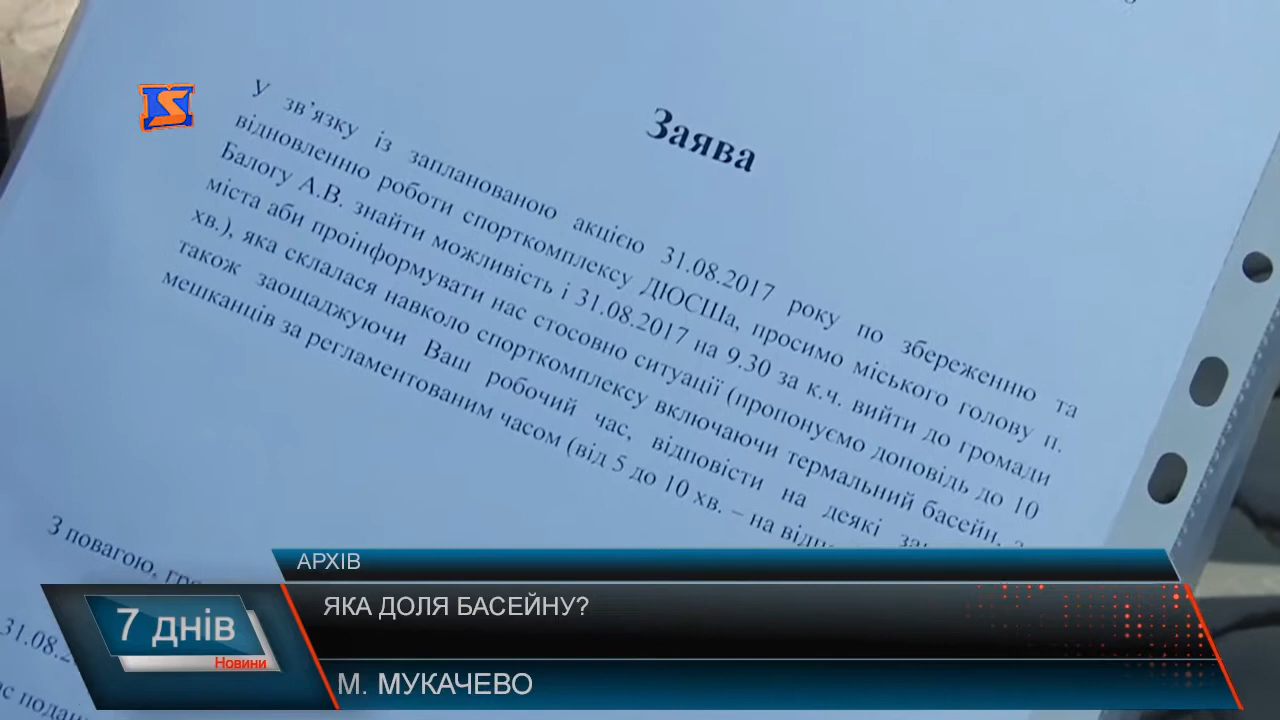 Заява
У зв’язку із запланованою акцією 31.08.2017 року по збереженню та
відновленню роботи спорткомплексу ДЮСШа, просимо міського голову п.
Балогу А.В. знайти можливість і 31.08.2017 на 9.30 за к.ч. вийти до громади
міста аби проінформувати нас стосовно ситуації (пропонуємо доповідь до 10
хв.), яка склалася навколо спорткомплексу включаючи термальний басейн, а
також заощаджуючи Ваш робочий час, відповісти на деякі
мешканців за регламентованим часом (від 5 до 10 хв. – на
З повагою,
31.08.
АРХІВ
ЯКА ДОЛЯ БАСЕЙНУ?
7 днів
Новини
М. МУКАЧЕВО